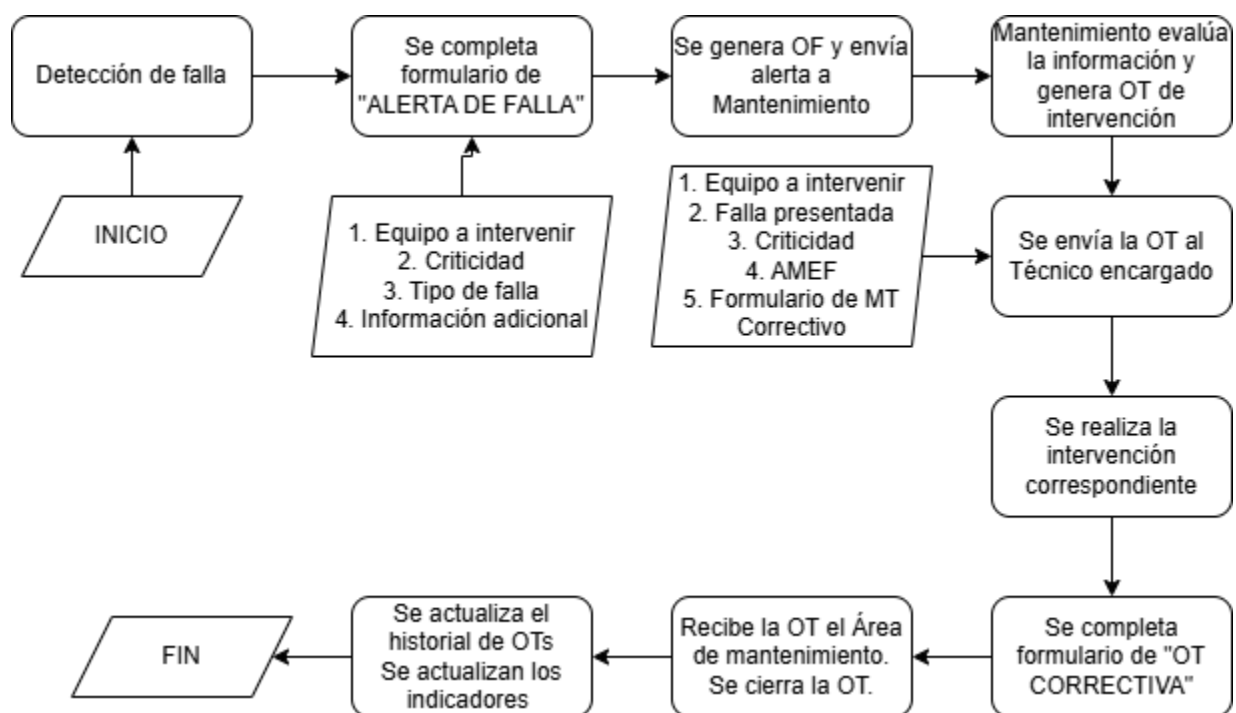 Detección de falla
Se completa
formulario de
"ALERTA DE FALLA"
Se genera OF y envía
alerta a
Mantenimiento
Mantenimiento evalúa
la información y
genera OT de
intervención
INICIO
1. Equipo a intervenir
2. Criticidad
3. Tipo de falla
4. Información adicional
1. Equipo a intervenir
2. Falla presentada
3. Criticidad
4. AMEF
5. Formulario de MT
Correctivo
Se envía la OT al
Técnico encargado
Se realiza la
intervención
correspondiente
Se completa
formulario de "OT
CORRECTIVA"
Recibe la OT el Área
de mantenimiento.
Se cierra la OT.
Se actualiza el
historial de OTs
Se actualizan los
indicadores
FIN